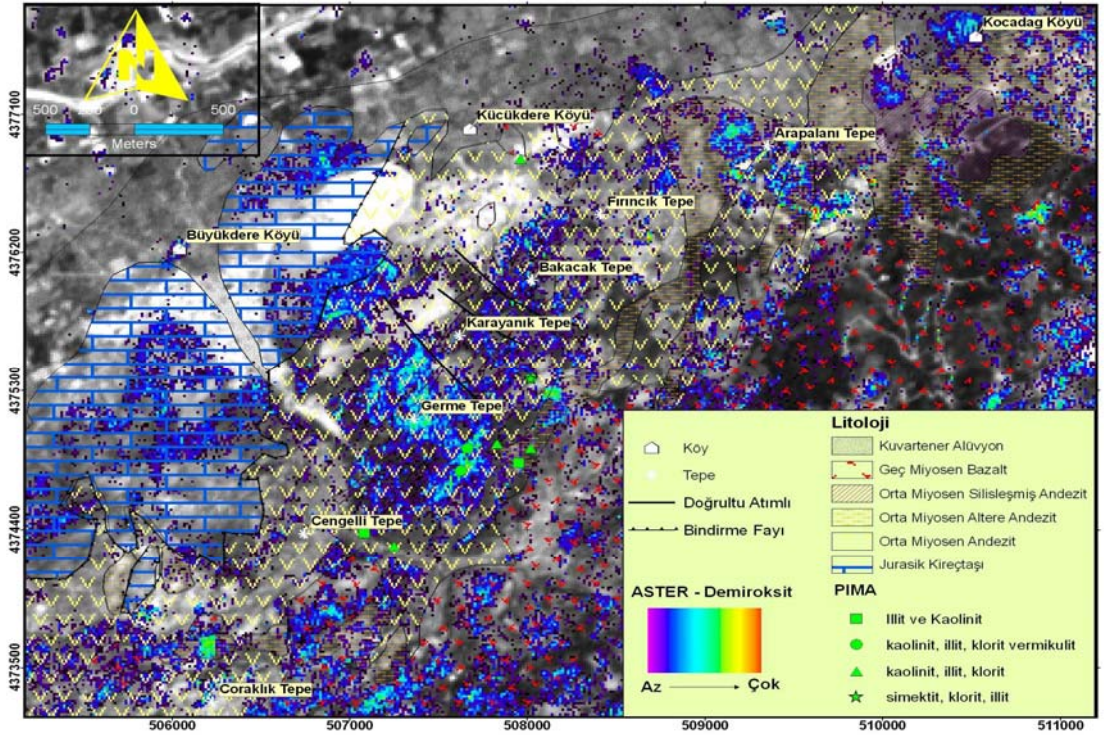 Kocadag Köyü
N
500
250
0
500
Meters
Kücükdere Köyü
Arapalanı Tepe
Fırıncık Tepe
Büyükdere Köyü
Bakacak Tepe
Karayanık Tepe
Germe Tepe
Cengelli Tepe
Coraklık Tepe
4377100
4376200
4375300
4374400
4373500
506000
507000
508000
509000
510000
511000
Köy
Tepe
Doğrultu Atımlı
Bindirme Fayı
ASTER - Demiroksit
Az
Çok
Litoloji
Kuvartener Alüvyon
Geç Miyosen Bazalt
Orta Miyosen Silisleşmiş Andezit
Orta Miyosen Altere Andezit
Orta Miyosen Andezit
Jurasik Kireçtaşı
PIMA
Illit ve Kaolinit
kaolinit, illit, klorit vermikulit
kaolinit, illit, klorit
simektit, klorit, illit